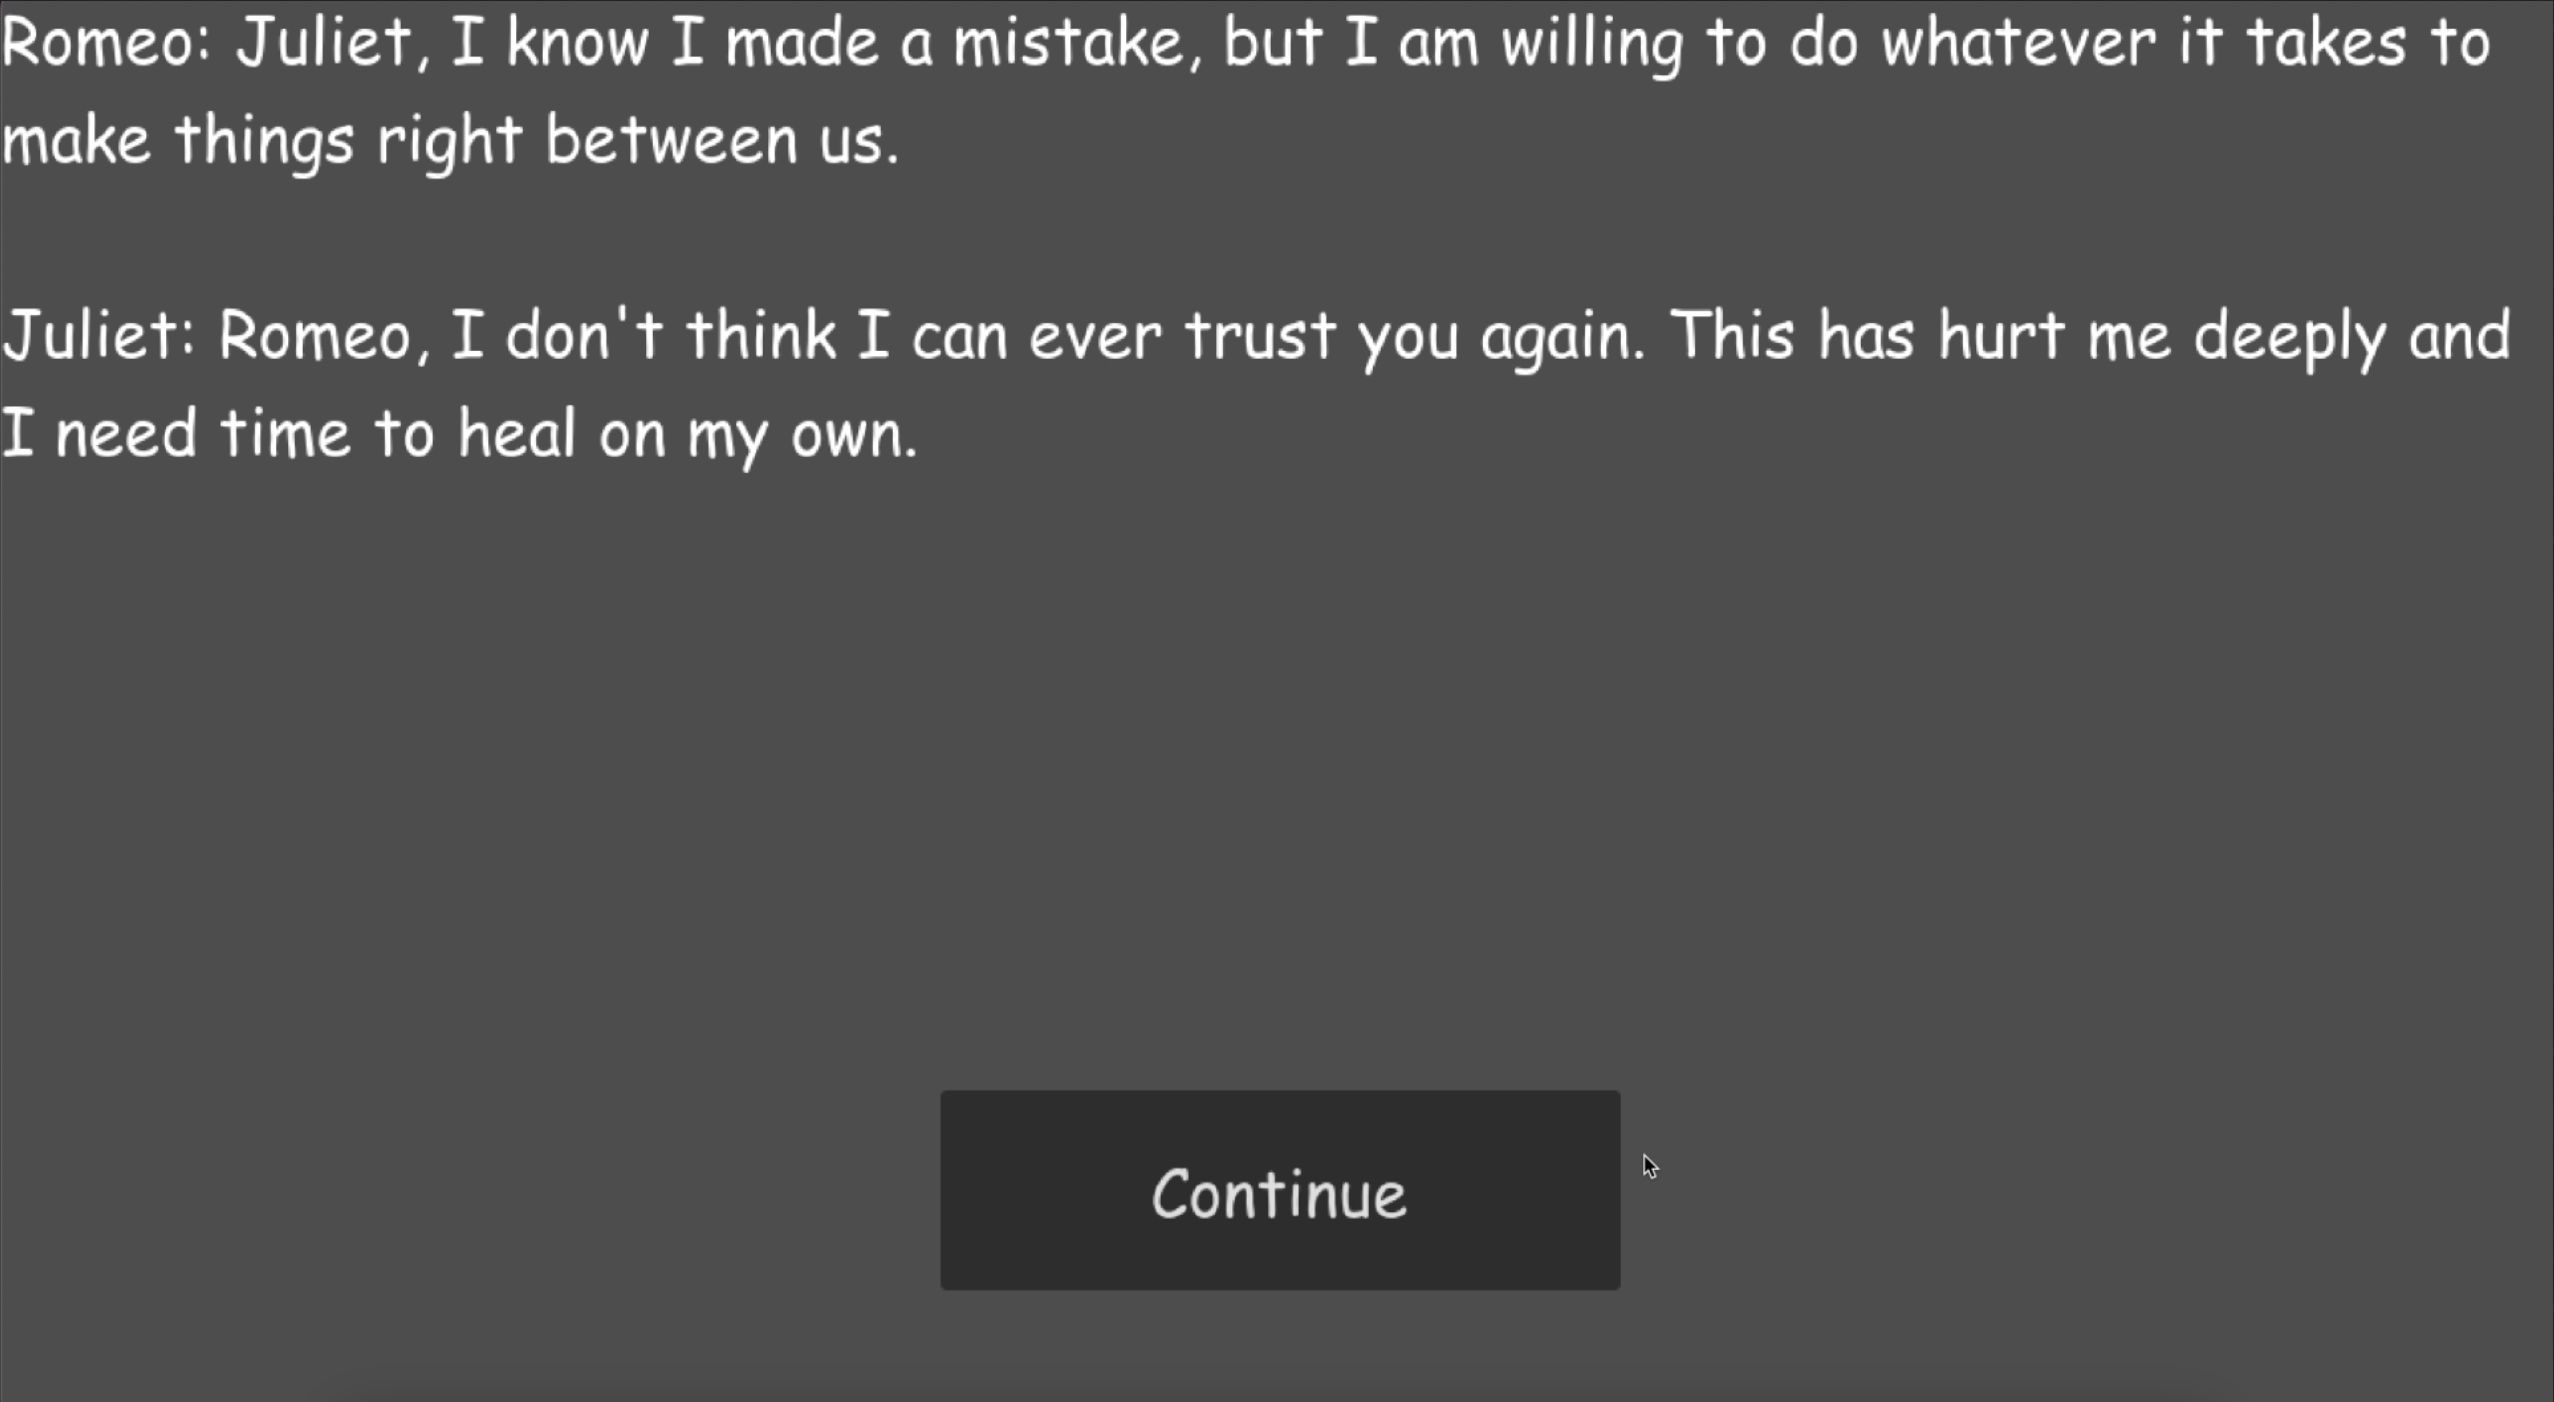 Romeo: Juliet, I know I made a mistake, but I am willing to do whatever it takes to
make things right between us.
Juliet: Romeo, I don't think I can ever trust you again. This has hurt me deeply and
I need time to heal on my own.
Continue